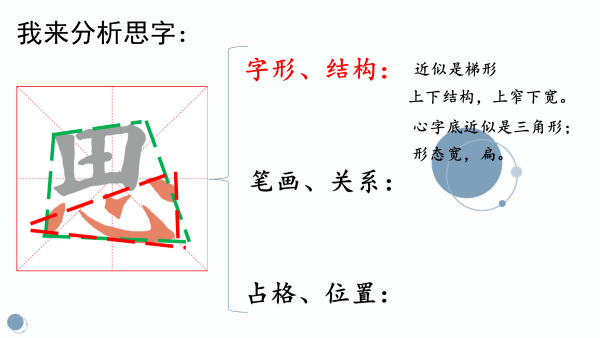 我来分析思字：
思
字形、结构：
近似是梯形
上下结构，上窄下宽。
心字底近似是三角形；
形态宽，扁。
笔画、关系：
占格、位置：